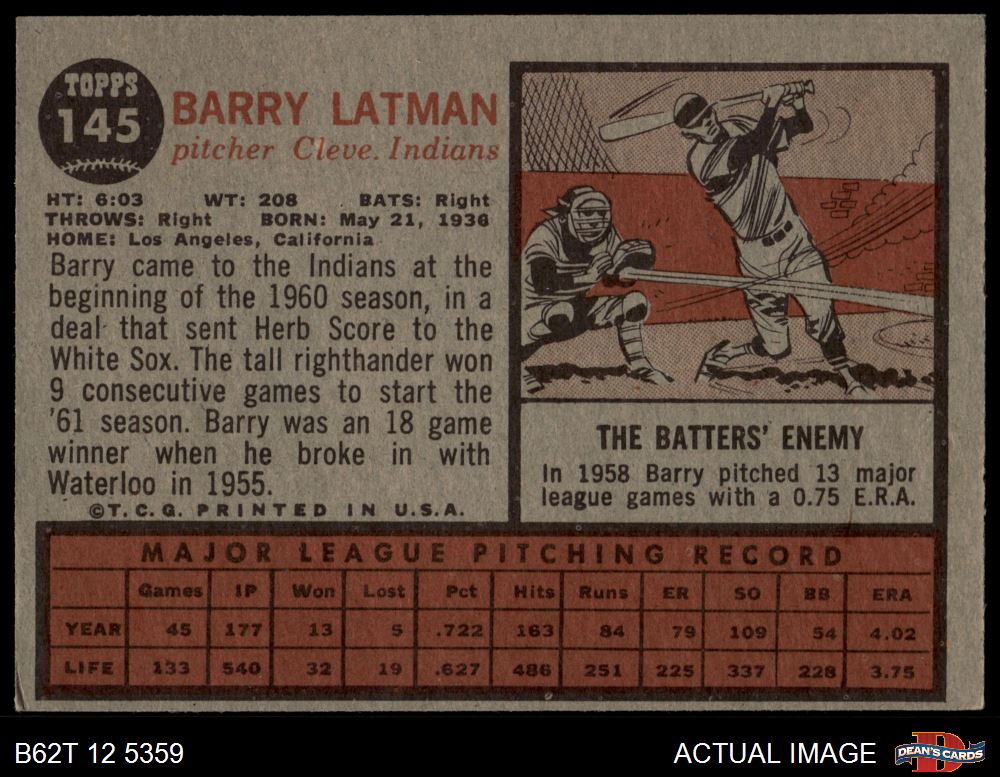 TOPPS
145
BARRY LATMAN
pitcher Cleve. Indians
HT: 6:03 WT: 208 BATS: Right
THROWS: Right BORN: May 21, 1936
HOME: Los Angeles, California
Barry came to the Indians at the
beginning of the 1960 season, in a
deal that sent Herb Score to the
White Sox. The tall righthander won
9 consecutive games to start the
'61 season. Barry was an 18 game
winner when he broke in with
Waterloo in 1955.
©T.C.G. PRINTED IN U.S.A.
THE BATTERS' ENEMY
In 1958 Barry pitched 13 major
league games with a 0.75 E.R.A.
MAJOR LEAGUE PITCHING RECORD
Games IP Won Lost Pct Hits Runs ER SO BB ERA
YEAR 45 177 13 5 .722 163 84 79 109 54 4.02
LIFE 133 540 32 19 .627 486 251 225 337 228 3.75
B62T 12 5359
ACTUAL IMAGE
D
DEAN'S CARDS